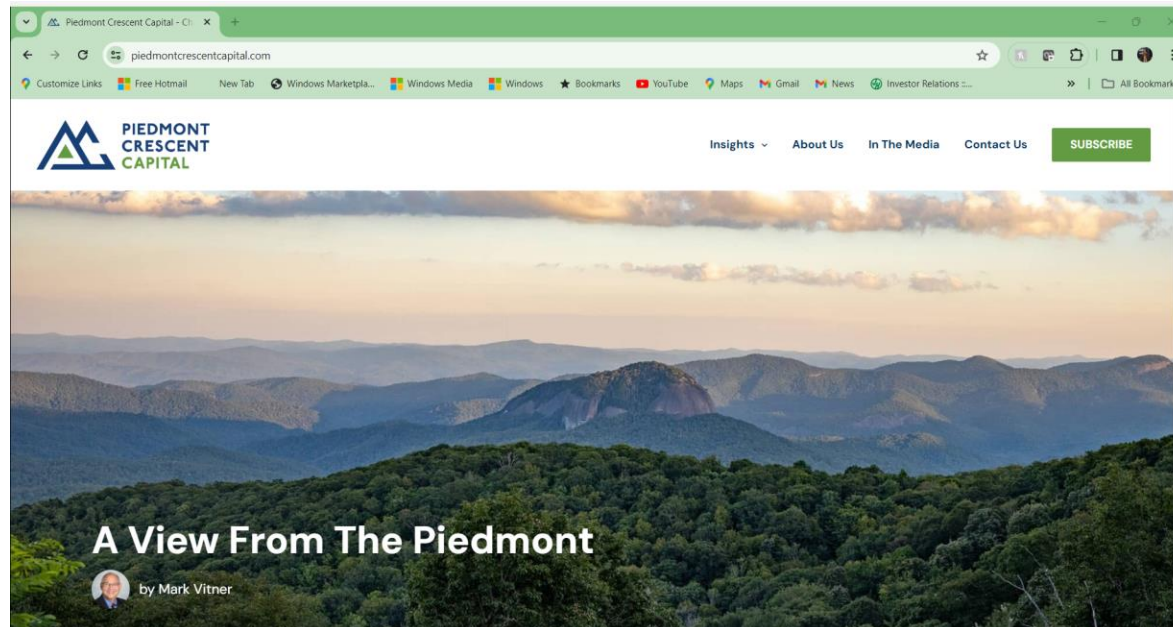 Piedmont Crescent Capital - Ch
piedmontcrescentcapital.com
Customize Links Free Hotmail New Tab Windows Marketpla... Windows Media Windows Bookmarks YouTube Maps Gmail News Investor Relations ::... » All Bookmark
PIEDMONT
CRESCENT
CAPITAL
Insights About Us In The Media Contact Us SUBSCRIBE
A View From The Piedmont
by Mark Vitner